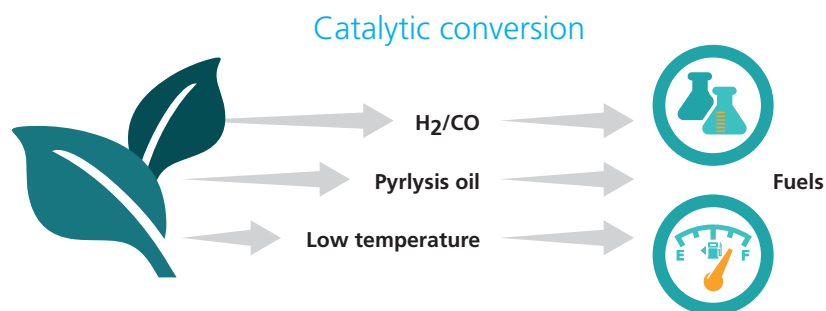 Catalytic conversion
H2/CO
Pyrlysis oil
Fuels
Low temperature
E
F